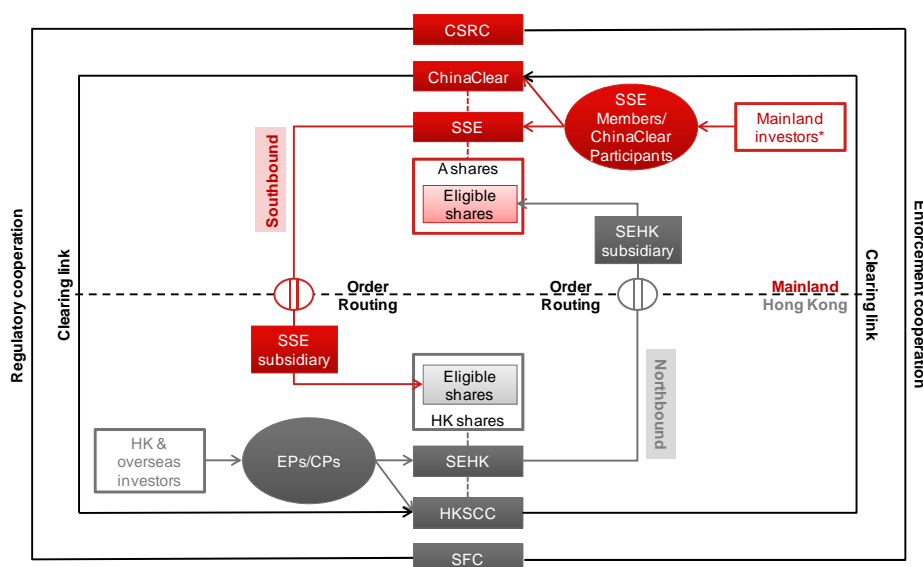 CSRC
ChinaClear
SSE
SSE
Members/
ChinaClear
Participants
Mainland
investors*
A shares
Eligible
shares
Southbound
SEHK
subsidiary
Regulatory cooperation
Clearing link
Order
Routing
Order
Routing
Mainland
Hong Kong
Clearing link
Enforcement cooperation
SSE
subsidiary
Eligible
shares
HK shares
Northbound
HK &
overseas
investors
EPs/CPs
SEHK
HKSCC
SFC